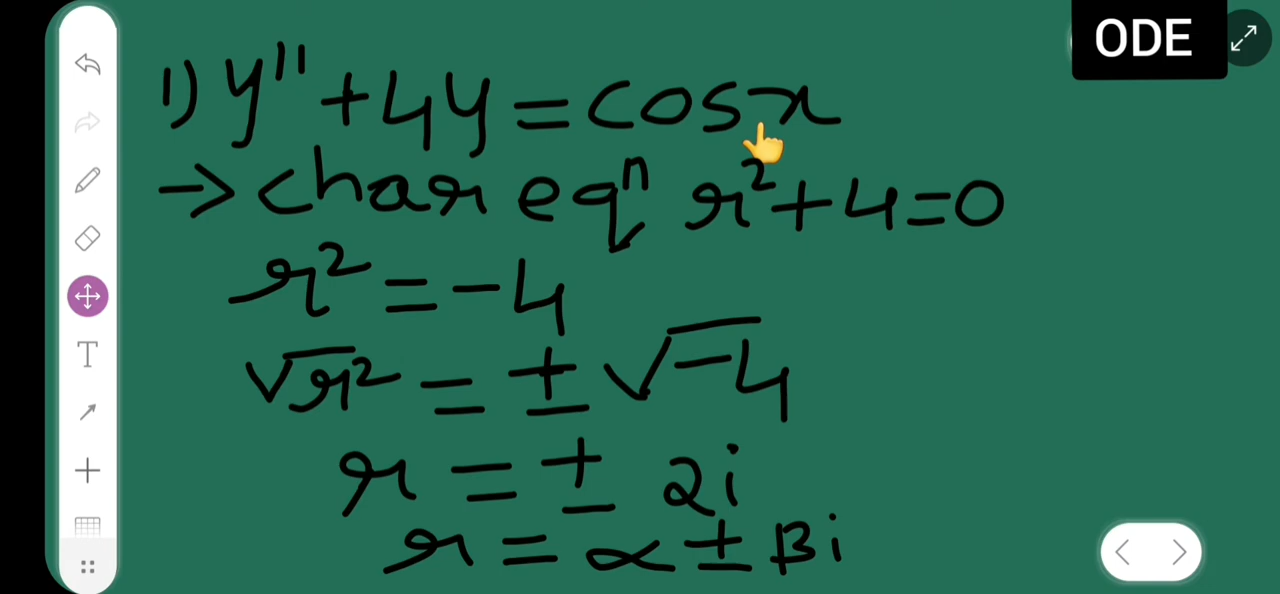 ODE
1) y'' + 4y = cosx
→ char eqⁿ r² + 4 = 0
r² = -4
√r² = ± √-4
r = ± 2i
r = α ± βi
T